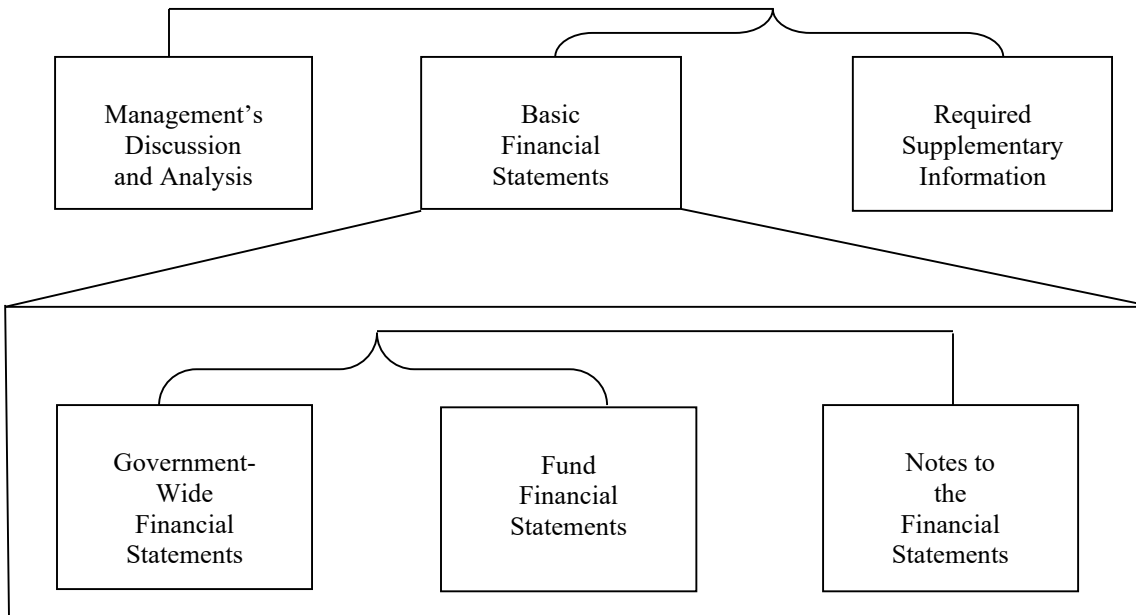 Management’s
Discussion
and Analysis
Basic
Financial
Statements
Required
Supplementary
Information
Government-
Wide
Financial
Statements
Fund
Financial
Statements
Notes to
the
Financial
Statements